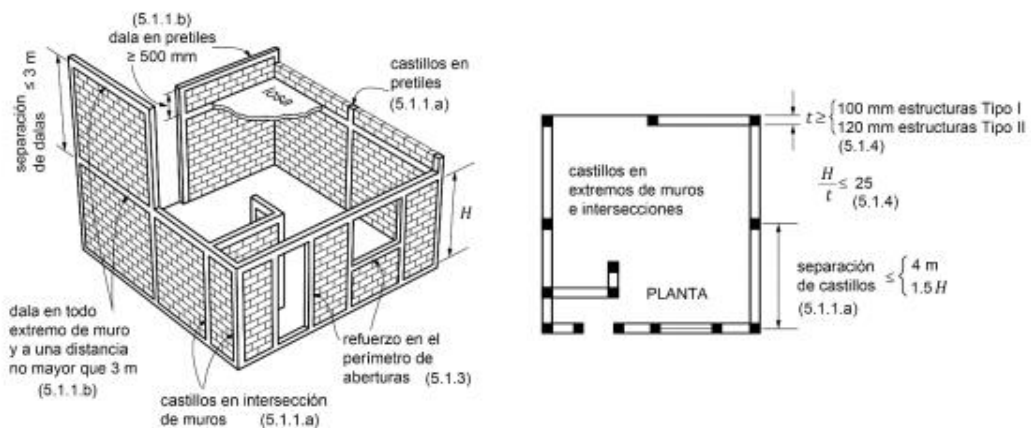 (5.1.1.b)
dala en pretiles
≥ 500 mm
separación ≤ 3 m
de dalas
losa
castillos en
pretiles
(5.1.1.a)
H
dala en todo
extremo de muro
y a una distancia
no mayor que 3 m
(5.1.1.b)
castillos en intersección
de muros (5.1.1.a)
refuerzo en el
perímetro de
aberturas (5.1.3)
castillos en
extremos de muros
e intersecciones
PLANTA
t ≥ { 100 mm estructuras Tipo I
120 mm estructuras Tipo II
(5.1.4)
H/t ≤ 25
(5.1.4)
separación
de castillos ≤ { 4 m
1.5 H
(5.1.1.a)